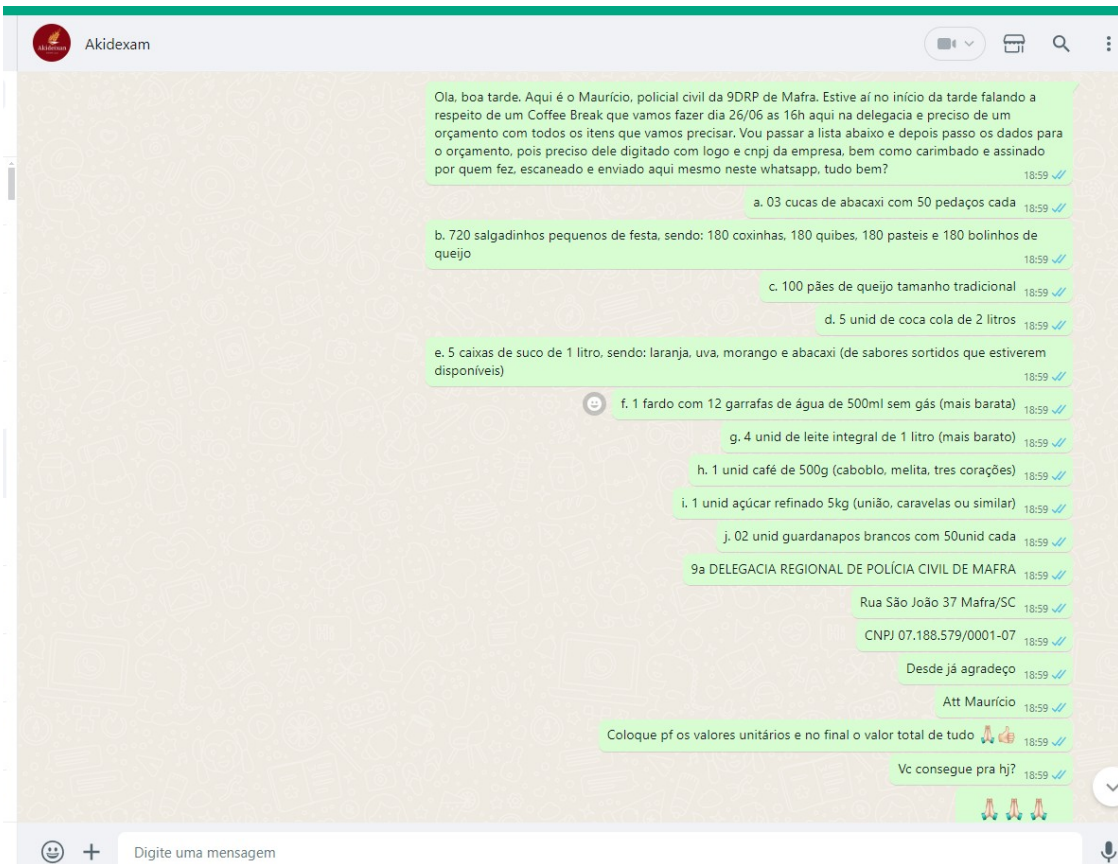 Akidexam
Ola, boa tarde. Aqui é o Maurício, policial civil da 9DRP de Mafra. Estive aí no início da tarde falando a
respeito de um Coffee Break que vamos fazer dia 26/06 as 16h aqui na delegacia e preciso de um
orçamento com todos os itens que vamos precisar. Vou passar a lista abaixo e depois passo os dados para
o orçamento, pois preciso dele digitado com logo e cnpj da empresa, bem como carimbado e assinado
por quem fez, escaneado e enviado aqui mesmo neste whatsapp, tudo bem?
18:59
a. 03 cucas de abacaxi com 50 pedaços cada 18:59
b. 720 salgadinhos pequenos de festa, sendo: 180 coxinhas, 180 quibes, 180 pasteis e 180 bolinhos de
queijo
18:59
c. 100 pães de queijo tamanho tradicional 18:59
d. 5 unid de coca cola de 2 litros 18:59
e. 5 caixas de suco de 1 litro, sendo: laranja, uva, morango e abacaxi (de sabores sortidos que estiverem
disponíveis)
18:59
f. 1 fardo com 12 garrafas de água de 500ml sem gás (mais barata) 18:59
g. 4 unid de leite integral de 1 litro (mais barato) 18:59
h. 1 unid café de 500g (caboblo, melita, tres corações) 18:59
i. 1 unid açúcar refinado 5kg (união, caravelas ou similar) 18:59
j. 02 unid guardanapos brancos com 50unid cada 18:59
9a DELEGACIA REGIONAL DE POLÍCIA CIVIL DE MAFRA 18:59
Rua São João 37 Mafra/SC 18:59
CNPJ 07.188.579/0001-07 18:59
Desde já agradeço 18:59
Att Maurício 18:59
Coloque pf os valores unitários e no final o valor total de tudo 🙏🏻👍🏻 18:59
Vc consegue pra hj? 18:59
🙏🏻🙏🏻🙏🏻
Digite uma mensagem